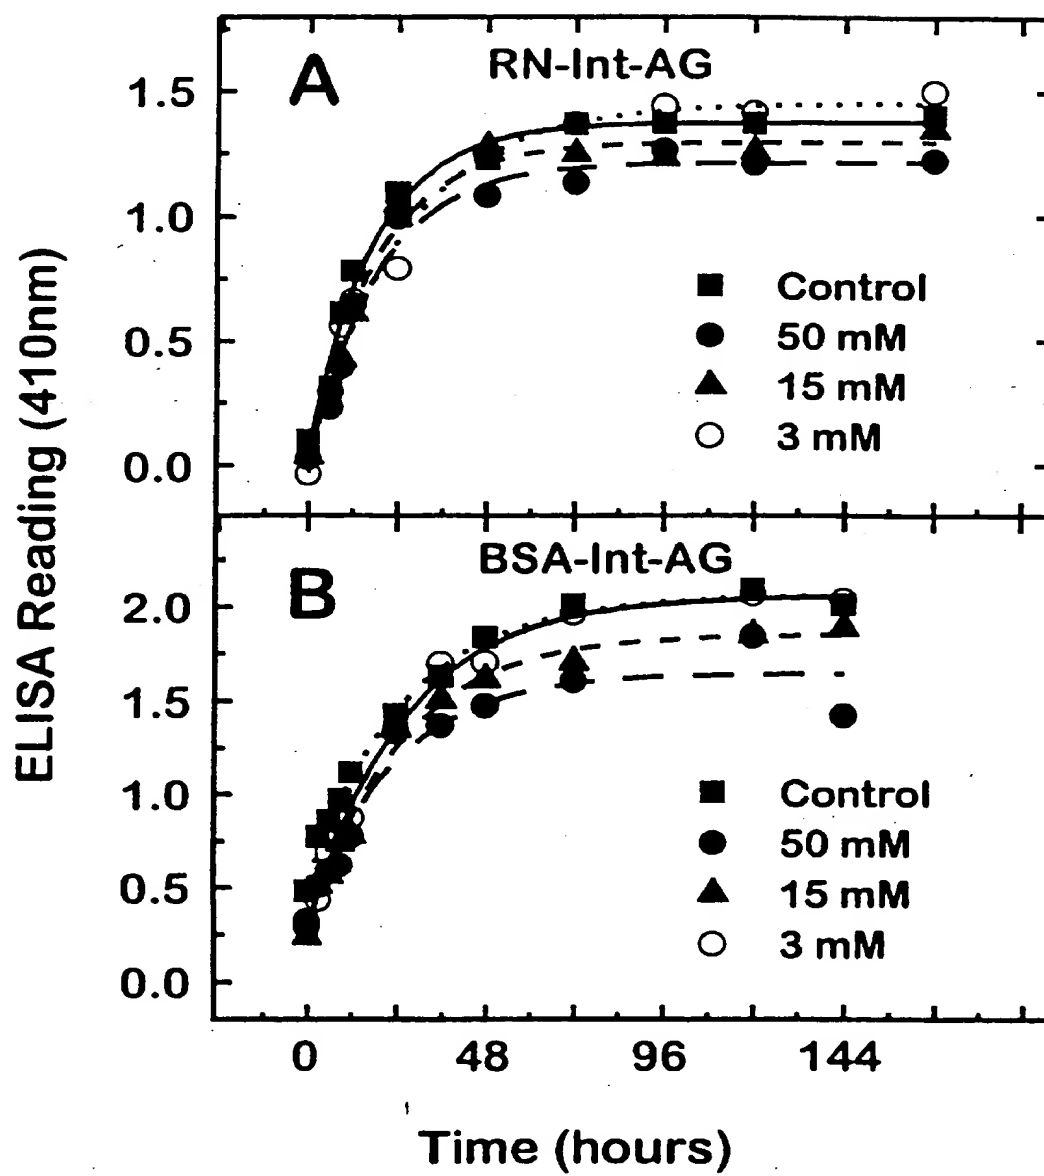 A
RN-Int-AG
1.5
1.0
0.5
0.0
Control
50 mM
15 mM
3 mM
ELISA Reading (410nm)
B
BSA-Int-AG
2.0
1.5
1.0
0.5
0.0
Control
50 mM
15 mM
3 mM
0 48 96 144
Time (hours)